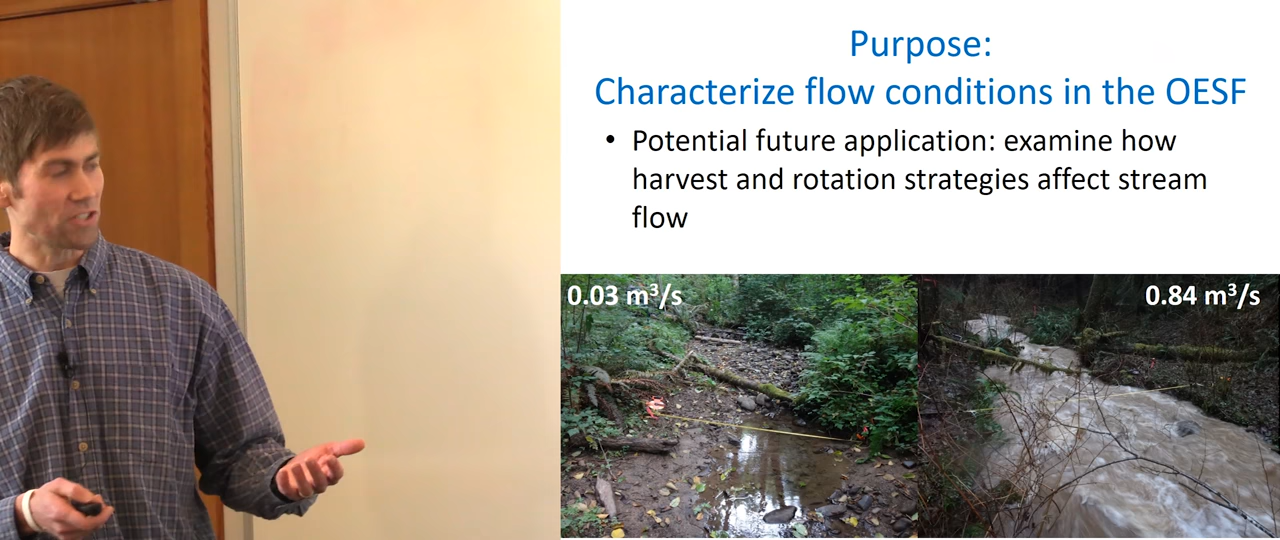 Purpose:
Characterize flow conditions in the OESF
• Potential future application: examine how
harvest and rotation strategies affect stream
flow
0.03 m³/s
0.84 m³/s